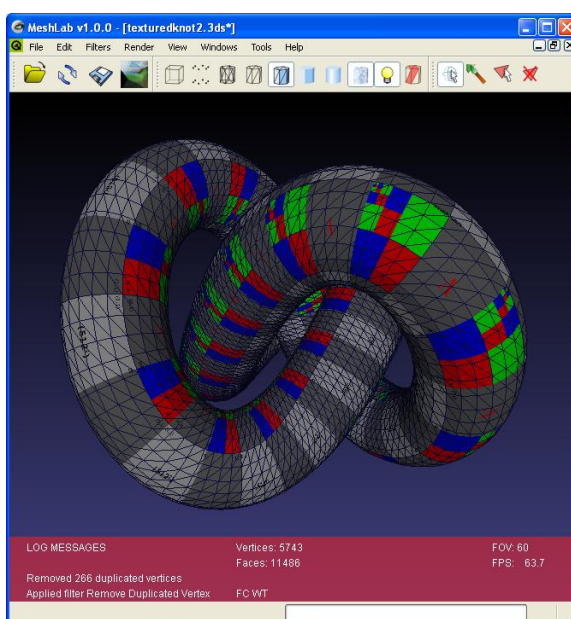 MeshLab v1.0.0 - [texturedknot2.3ds*]
File Edit Filters Render View Windows Tools Help
LOG MESSAGES Vertices: 5743 FOV: 60
Faces: 11486 FPS: 63.7
Removed 266 duplicated vertices
Applied filter Remove Duplicated Vertex FC WT